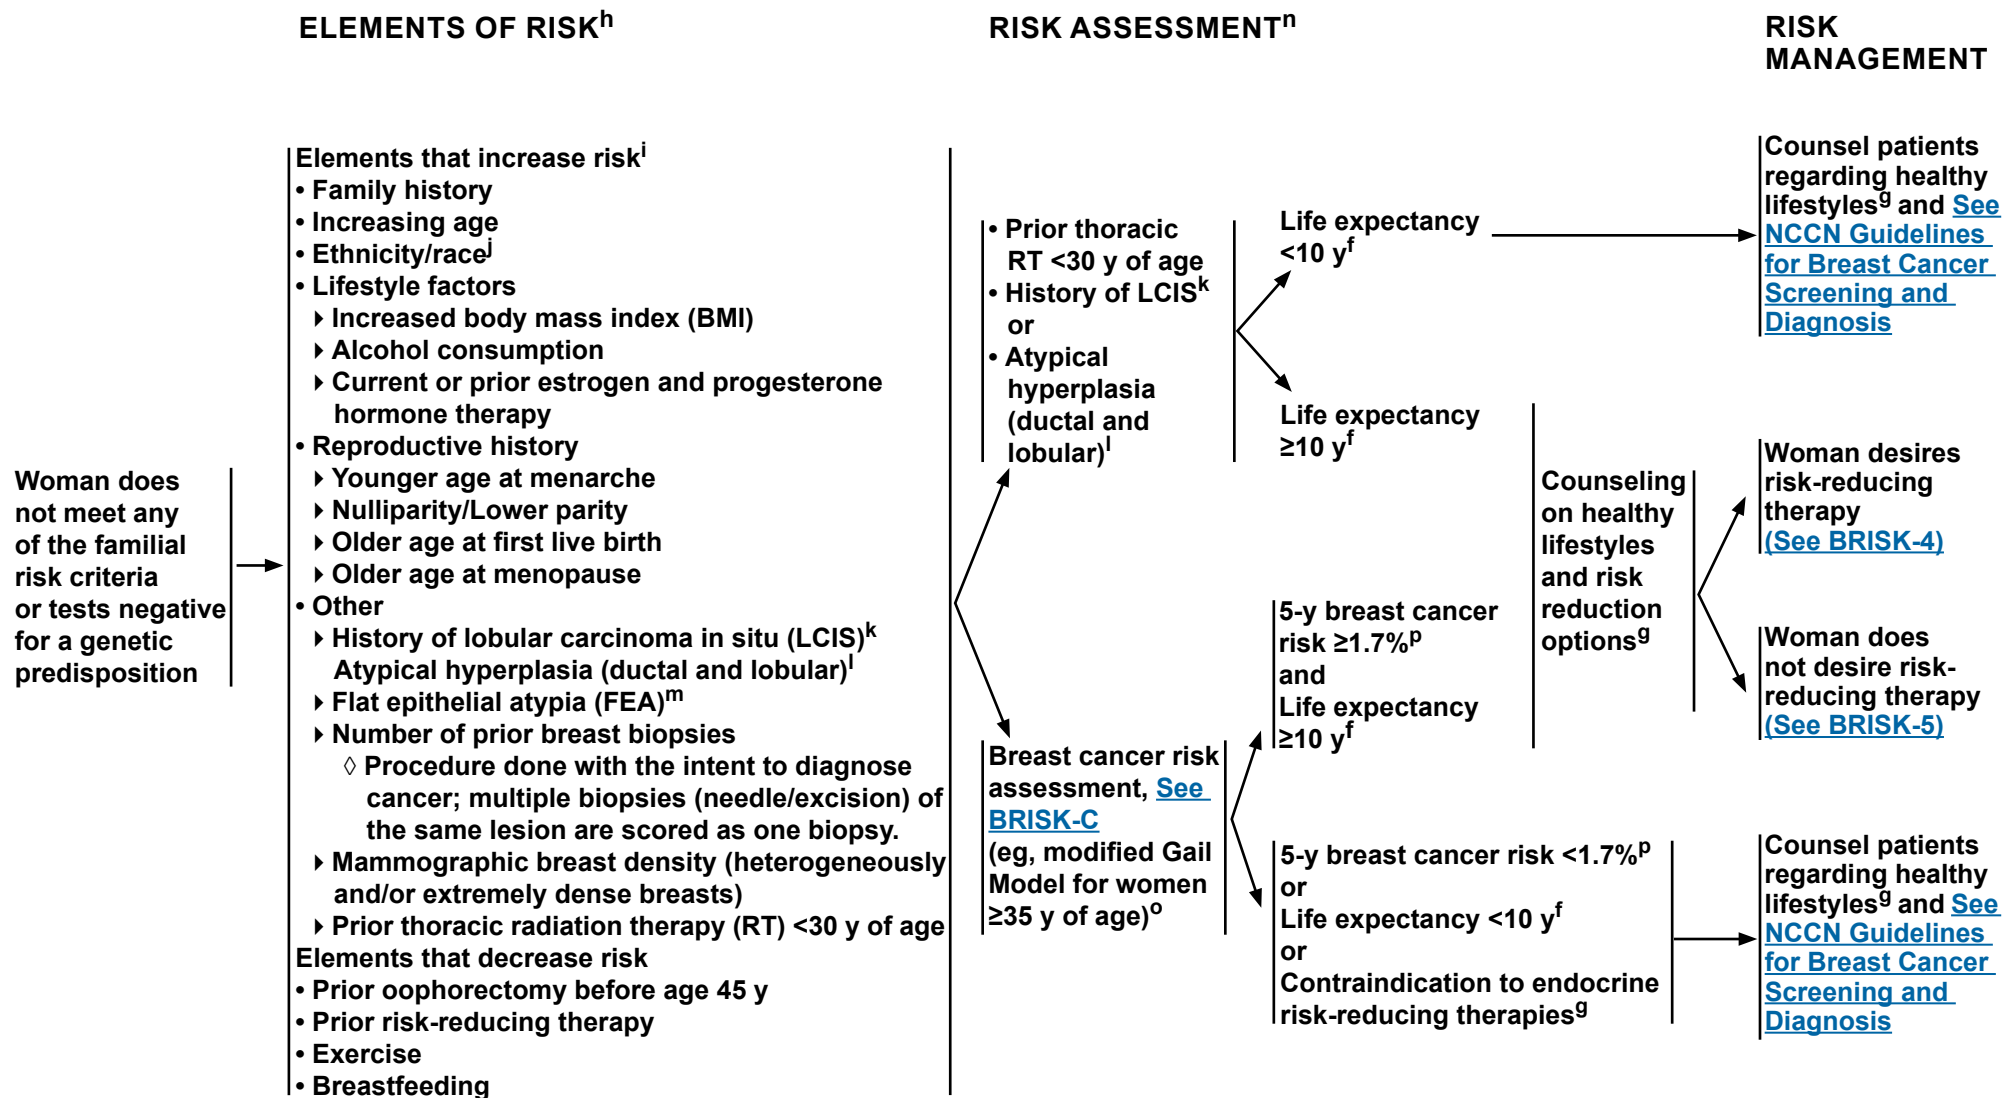 ELEMENTS OF RISKh
RISK ASSESSMENTn
RISK
MANAGEMENT
Woman does
not meet any
of the familial
risk criteria
or tests negative
for a genetic
predisposition
Elements that increase riski
• Family history
• Increasing age
• Ethnicity/racej
• Lifestyle factors
Increased body mass index (BMI)
Alcohol consumption
Current or prior estrogen and progesterone
hormone therapy
• Reproductive history
Younger age at menarche
Nulliparity/Lower parity
Older age at first live birth
Older age at menopause
• Other
History of lobular carcinoma in situ (LCIS)k
Atypical hyperplasia (ductal and lobular)l
Flat epithelial atypia (FEA)m
Number of prior breast biopsies
◊ Procedure done with the intent to diagnose
cancer; multiple biopsies (needle/excision) of
the same lesion are scored as one biopsy.
Mammographic breast density (heterogeneously
and/or extremely dense breasts)
Prior thoracic radiation therapy (RT) <30 y of age
Elements that decrease risk
• Prior oophorectomy before age 45 y
• Prior risk-reducing therapy
• Exercise
• Breastfeeding
• Prior thoracic
RT <30 y of age
• History of LCISk
or
• Atypical
hyperplasia
(ductal and
lobular)l
Life expectancy
<10 yf
Life expectancy
≥10 yf
Breast cancer risk
assessment, See
BRISK-C
(eg, modified Gail
Model for women
≥35 y of age)o
5-y breast cancer
risk ≥1.7%p
and
Life expectancy
≥10 yf
5-y breast cancer risk <1.7%p
or
Life expectancy <10 yf
or
Contraindication to endocrine
risk-reducing therapiesg
Counseling
on healthy
lifestyles
and risk
reduction
optionsg
Counsel patients
regarding healthy
lifestylesg and See
NCCN Guidelines
for Breast Cancer
Screening and
Diagnosis
Woman desires
risk-reducing
therapy
(See BRISK-4)
Woman does
not desire risk-
reducing therapy
(See BRISK-5)
Counsel patients
regarding healthy
lifestylesg and See
NCCN Guidelines
for Breast Cancer
Screening and
Diagnosis